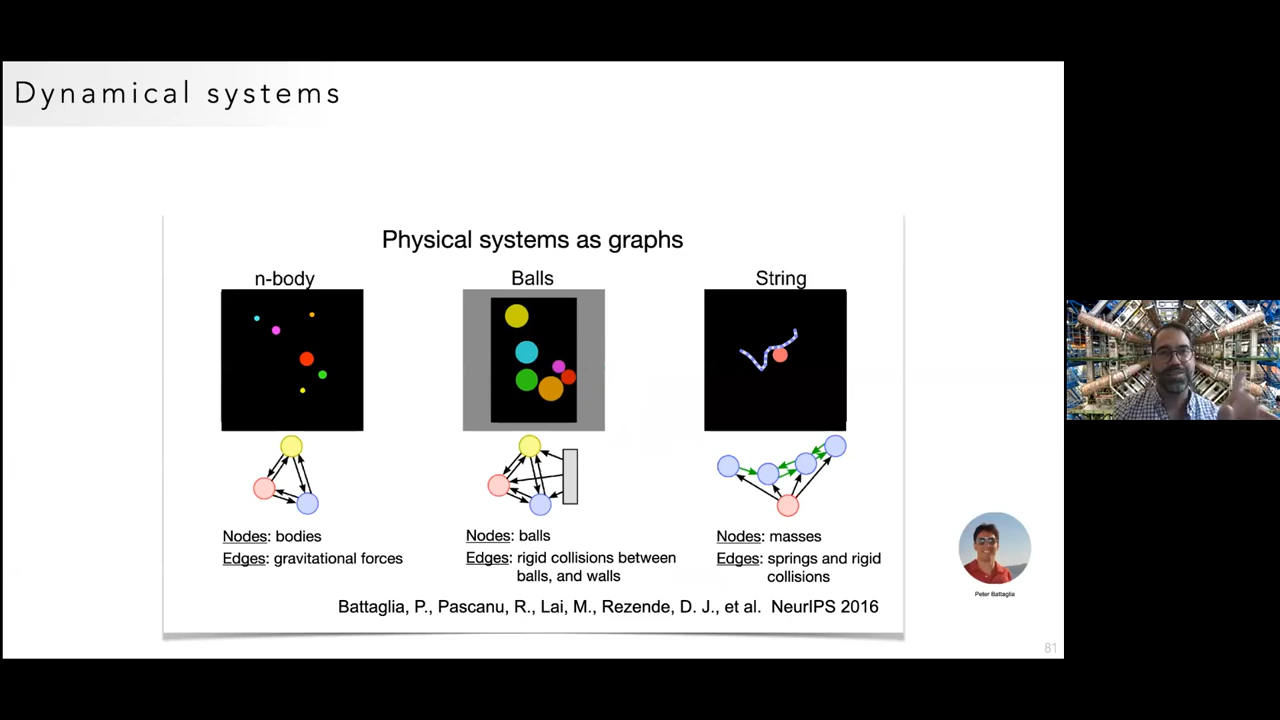 Dynamical systems
Physical systems as graphs
n-body
Balls
String
Nodes: bodies
Edges: gravitational forces
Nodes: balls
Edges: rigid collisions between
balls, and walls
Nodes: masses
Edges: springs and rigid
collisions
Battaglia, P., Pascanu, R., Lai, M., Rezende, D. J., et al. NeurIPS 2016
Peter Battaglia
81